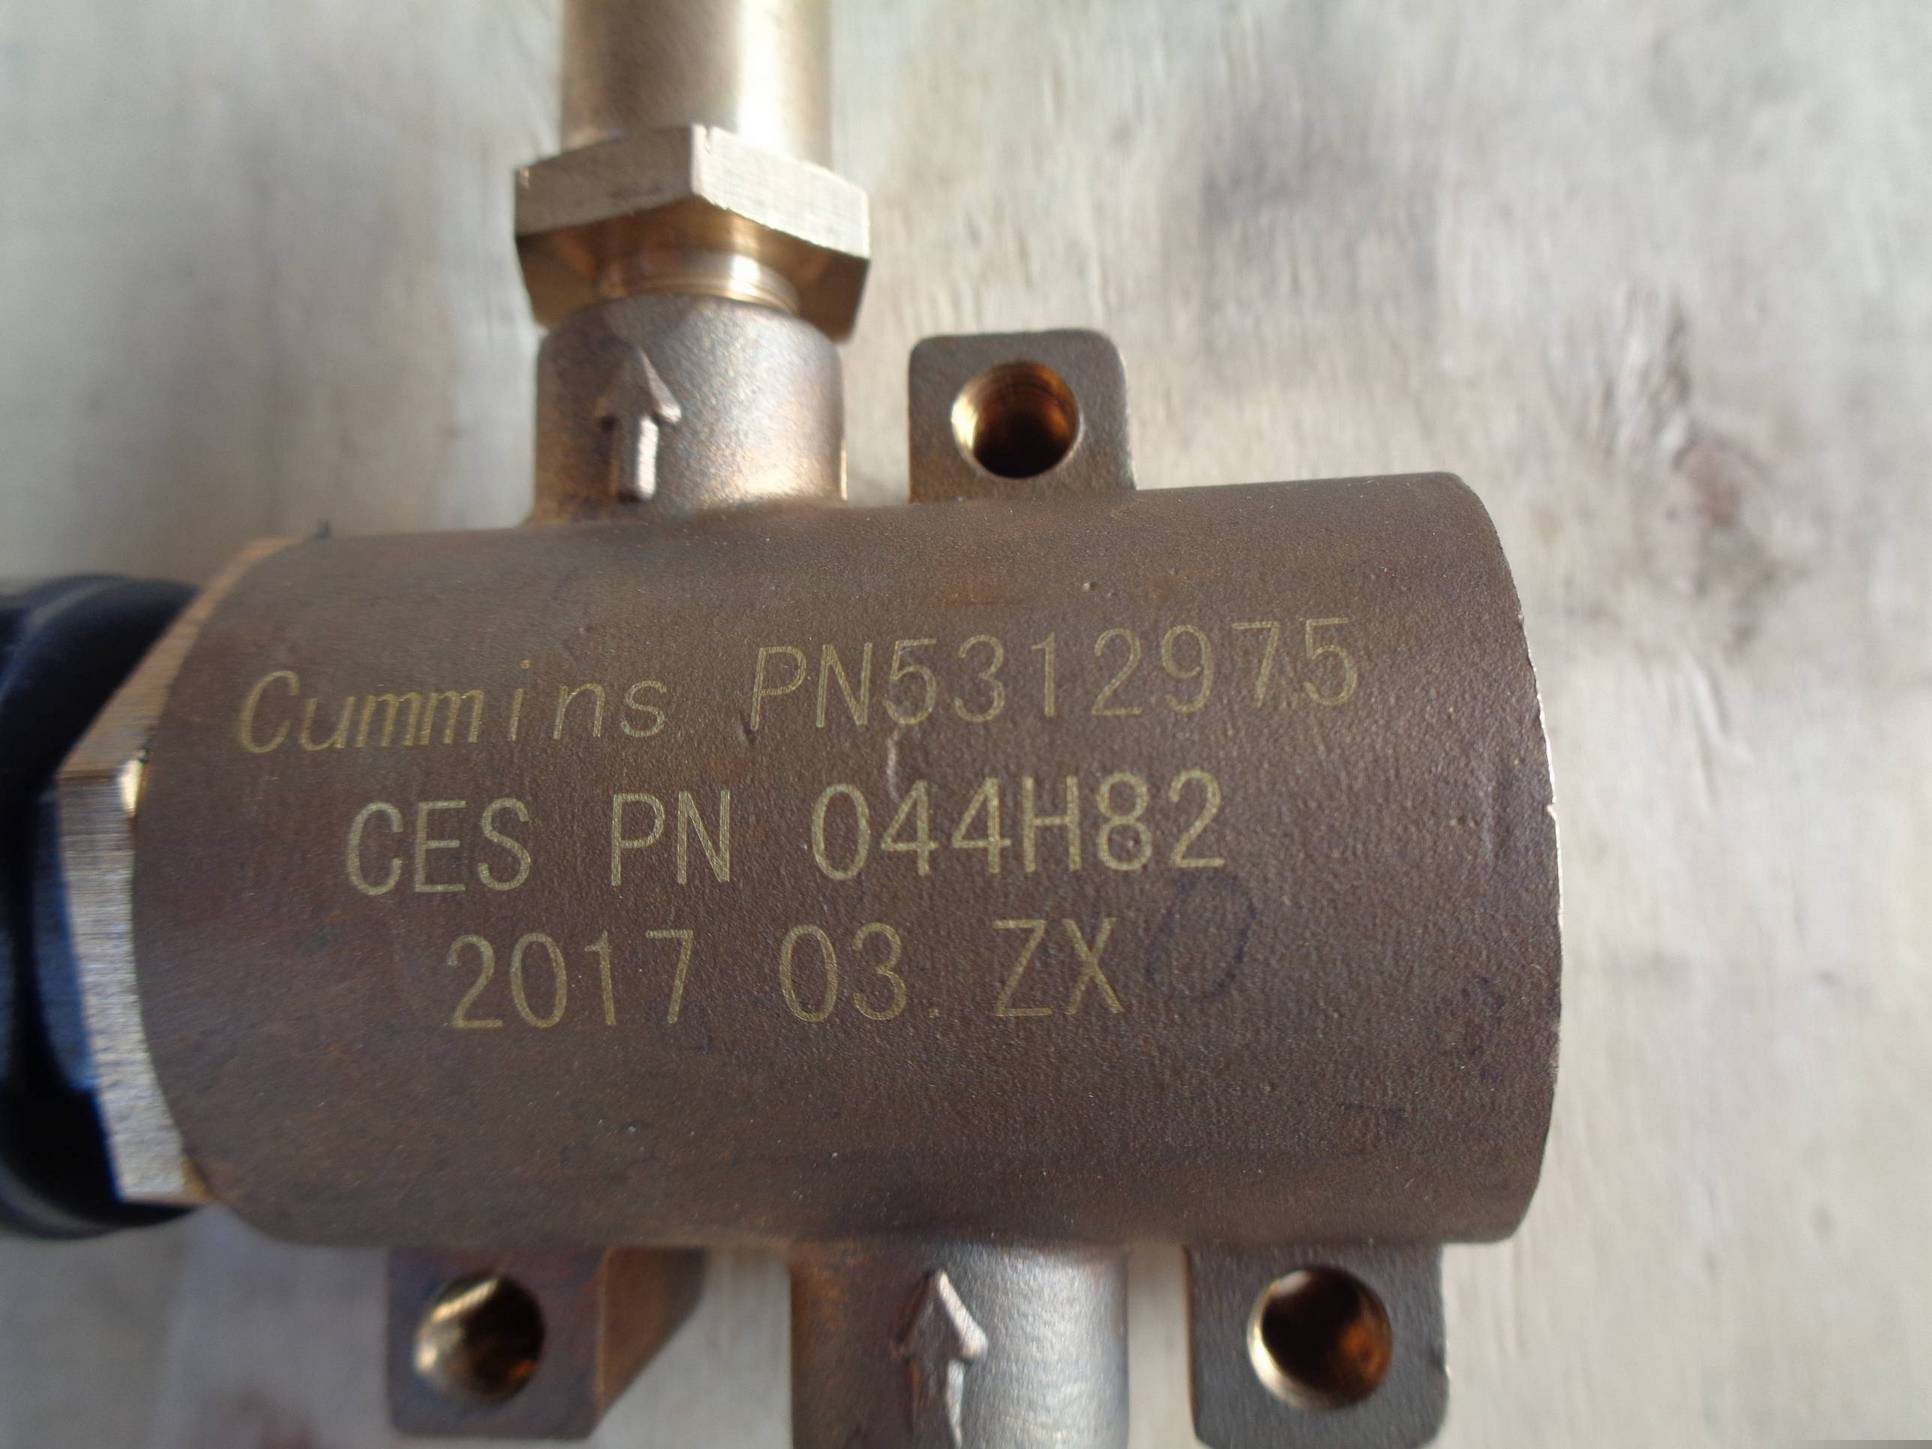 Cummins PN5312975
CES PN 044H82
2017 03. ZX